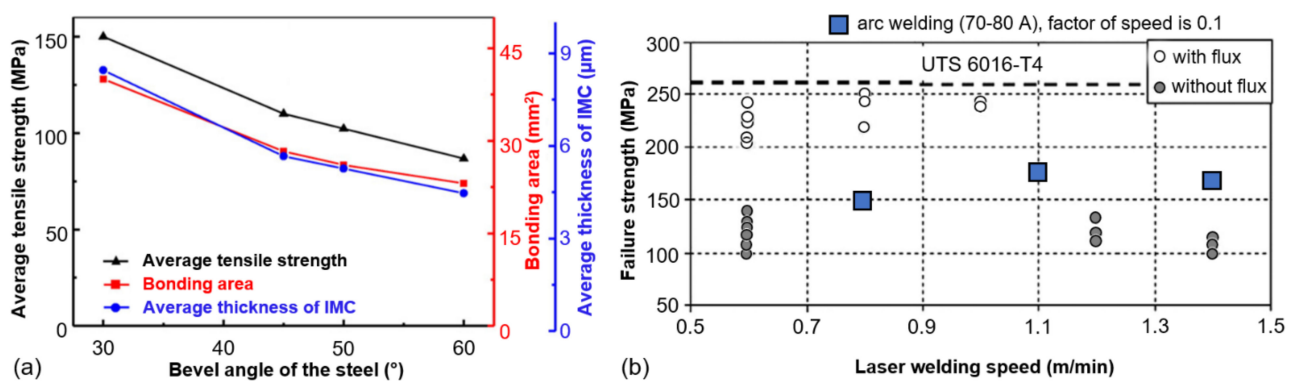 150
100
50
0
Average tensile strength (MPa)
30
40
50
60
Bevel angle of the steel (°)
45
30
15
0
Bonding area (mm²)
9
6
3
0
Average thickness of IMC (μm)
Average tensile strength
Bonding area
Average thickness of IMC
(a)
arc welding (70-80 A), factor of speed is 0.1
UTS 6016-T4
with flux
without flux
300
250
200
150
100
50
Failure strength (MPa)
0.5
0.7
0.9
1.1
1.3
1.5
Laser welding speed (m/min)
(b)